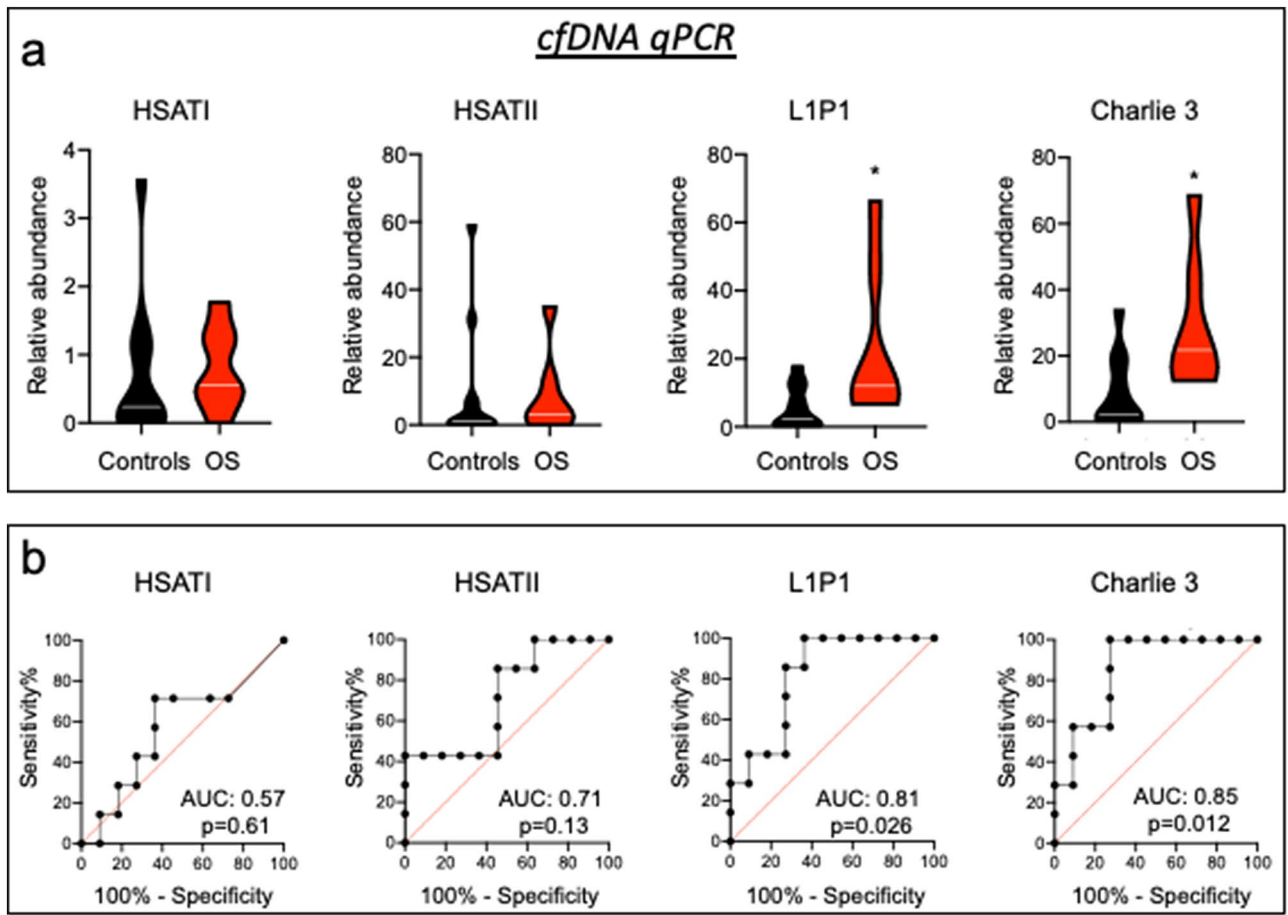 cfDNA qPCR
a
HSATI HSATII L1P1 Charlie 3
Relative abundance
4
3
2
1
0
Controls OS
Relative abundance
80
60
40
20
0
Controls OS
Relative abundance
80
60
40
20
0
*
Controls OS
Relative abundance
80
60
40
20
0
*
Controls OS
b
HSATI HSATII L1P1 Charlie 3
Sensitivity%
100
80
60
40
20
0
AUC: 0.57
p=0.61
0 20 40 60 80 100
100% - Specificity
Sensitivity%
100
80
60
40
20
0
AUC: 0.71
p=0.13
0 20 40 60 80 100
100% - Specificity
Sensitivity%
100
80
60
40
20
0
AUC: 0.81
p=0.026
0 20 40 60 80 100
100% - Specificity
Sensitivity%
100
80
60
40
20
0
AUC: 0.85
p=0.012
0 20 40 60 80 100
100% - Specificity